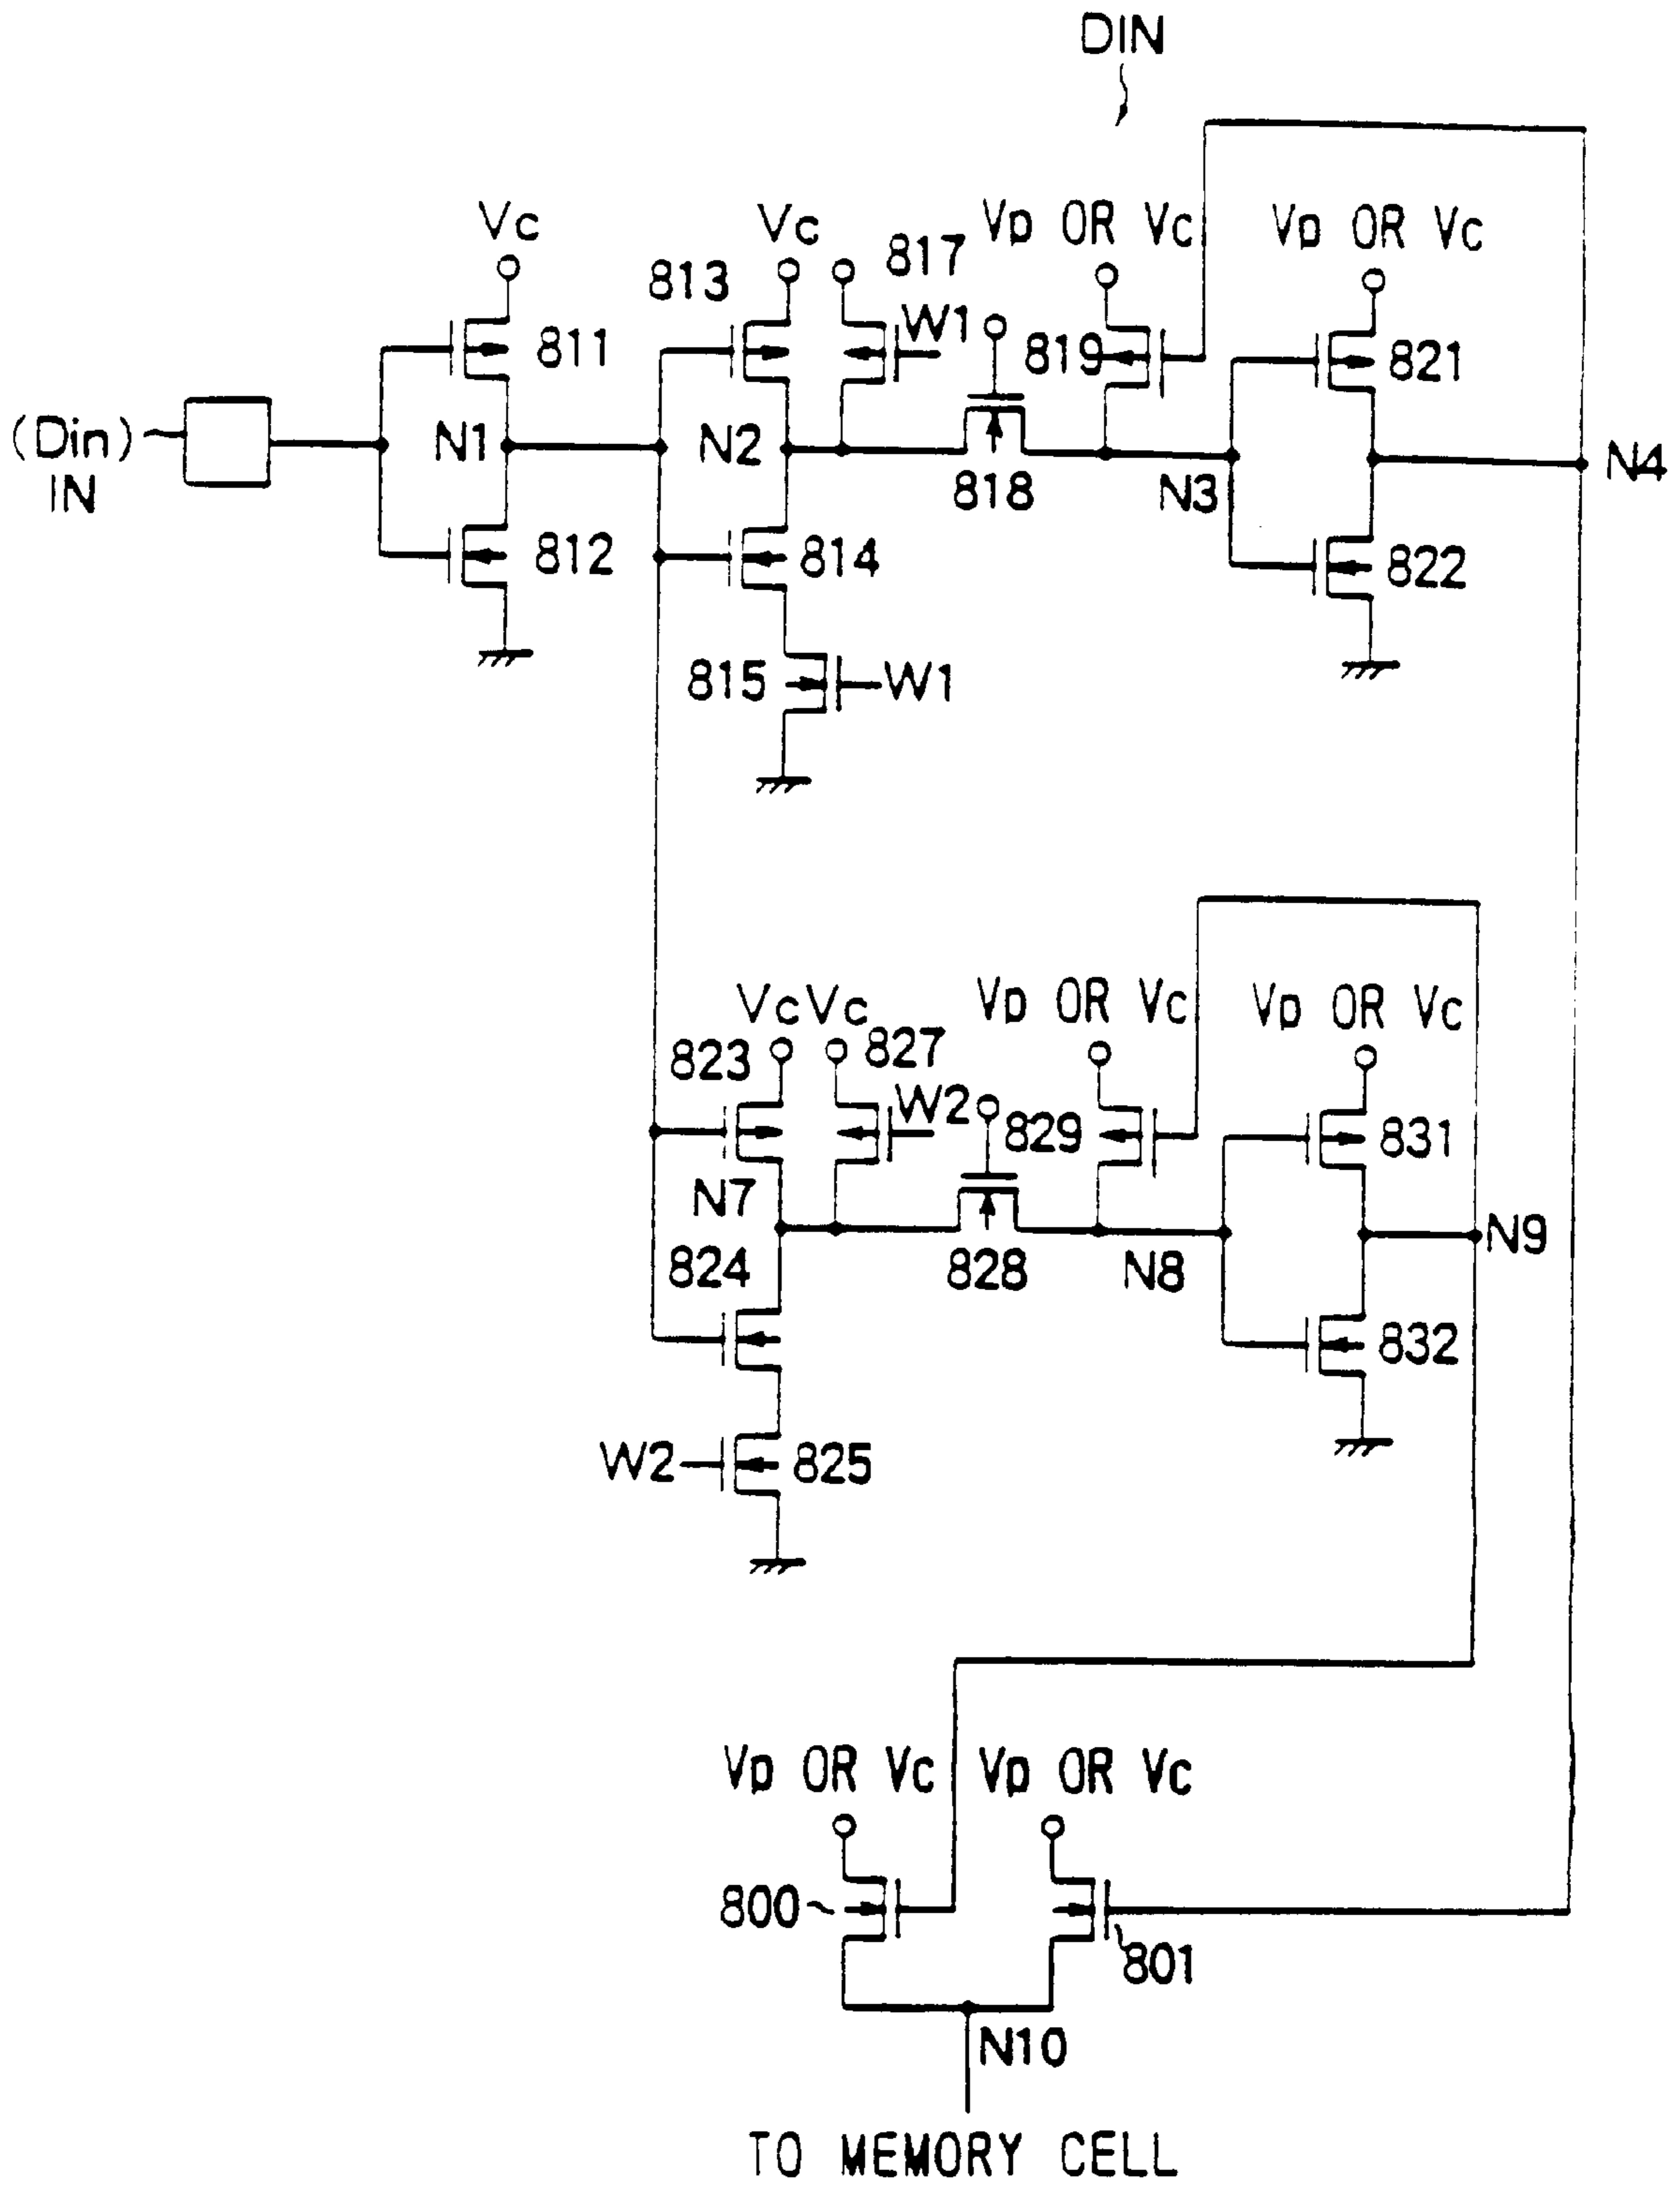 DIN
Vc
Vc
817
Vp OR Vc
Vp OR Vc
813
W1
811
819
821
(Din)
IN
N1
N2
818
N3
N4
812
814
822
815
W1
Vc Vc
827
Vp OR Vc
Vp OR Vc
823
W2
829
831
N7
824
828
N8
N9
832
W2
825
Vp OR Vc
Vp OR Vc
800
801
N10
TO MEMORY CELL